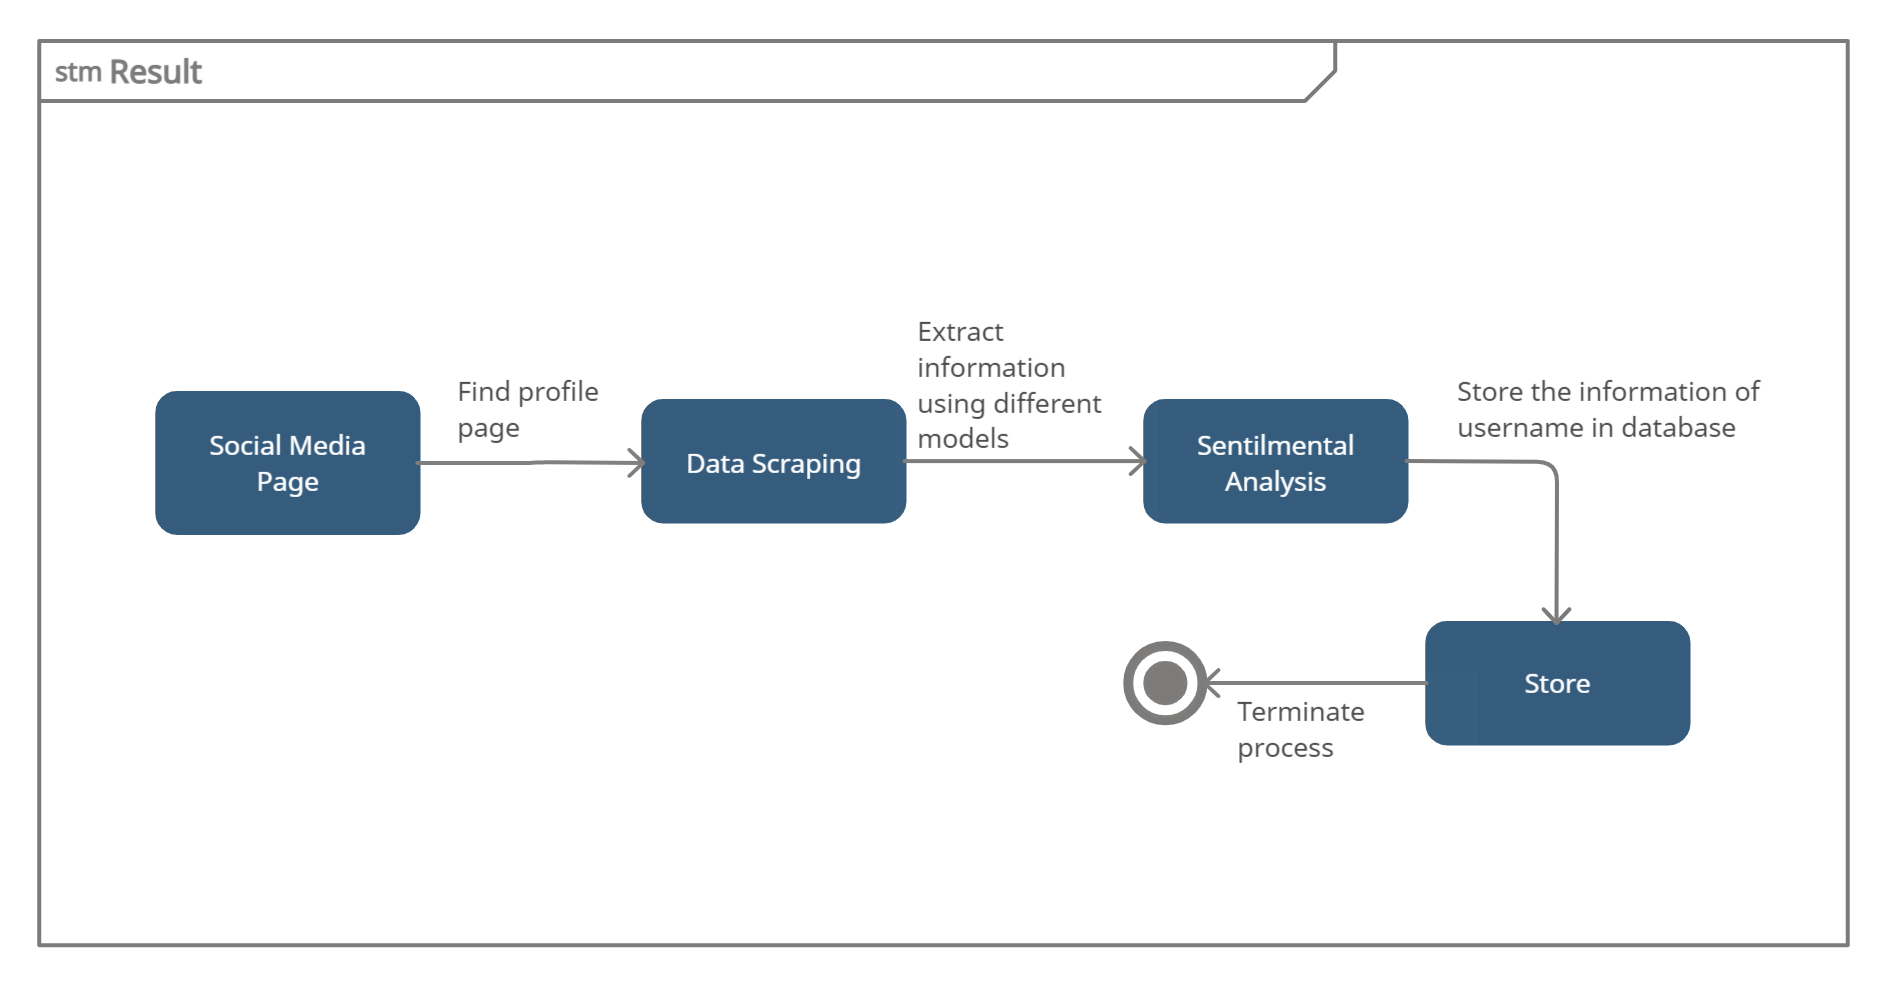 stm Result
Extract
information
using different
models
Find profile
page
Store the information of
username in database
Social Media
Page
Data Scraping
Sentilmental
Analysis
Store
Terminate
process